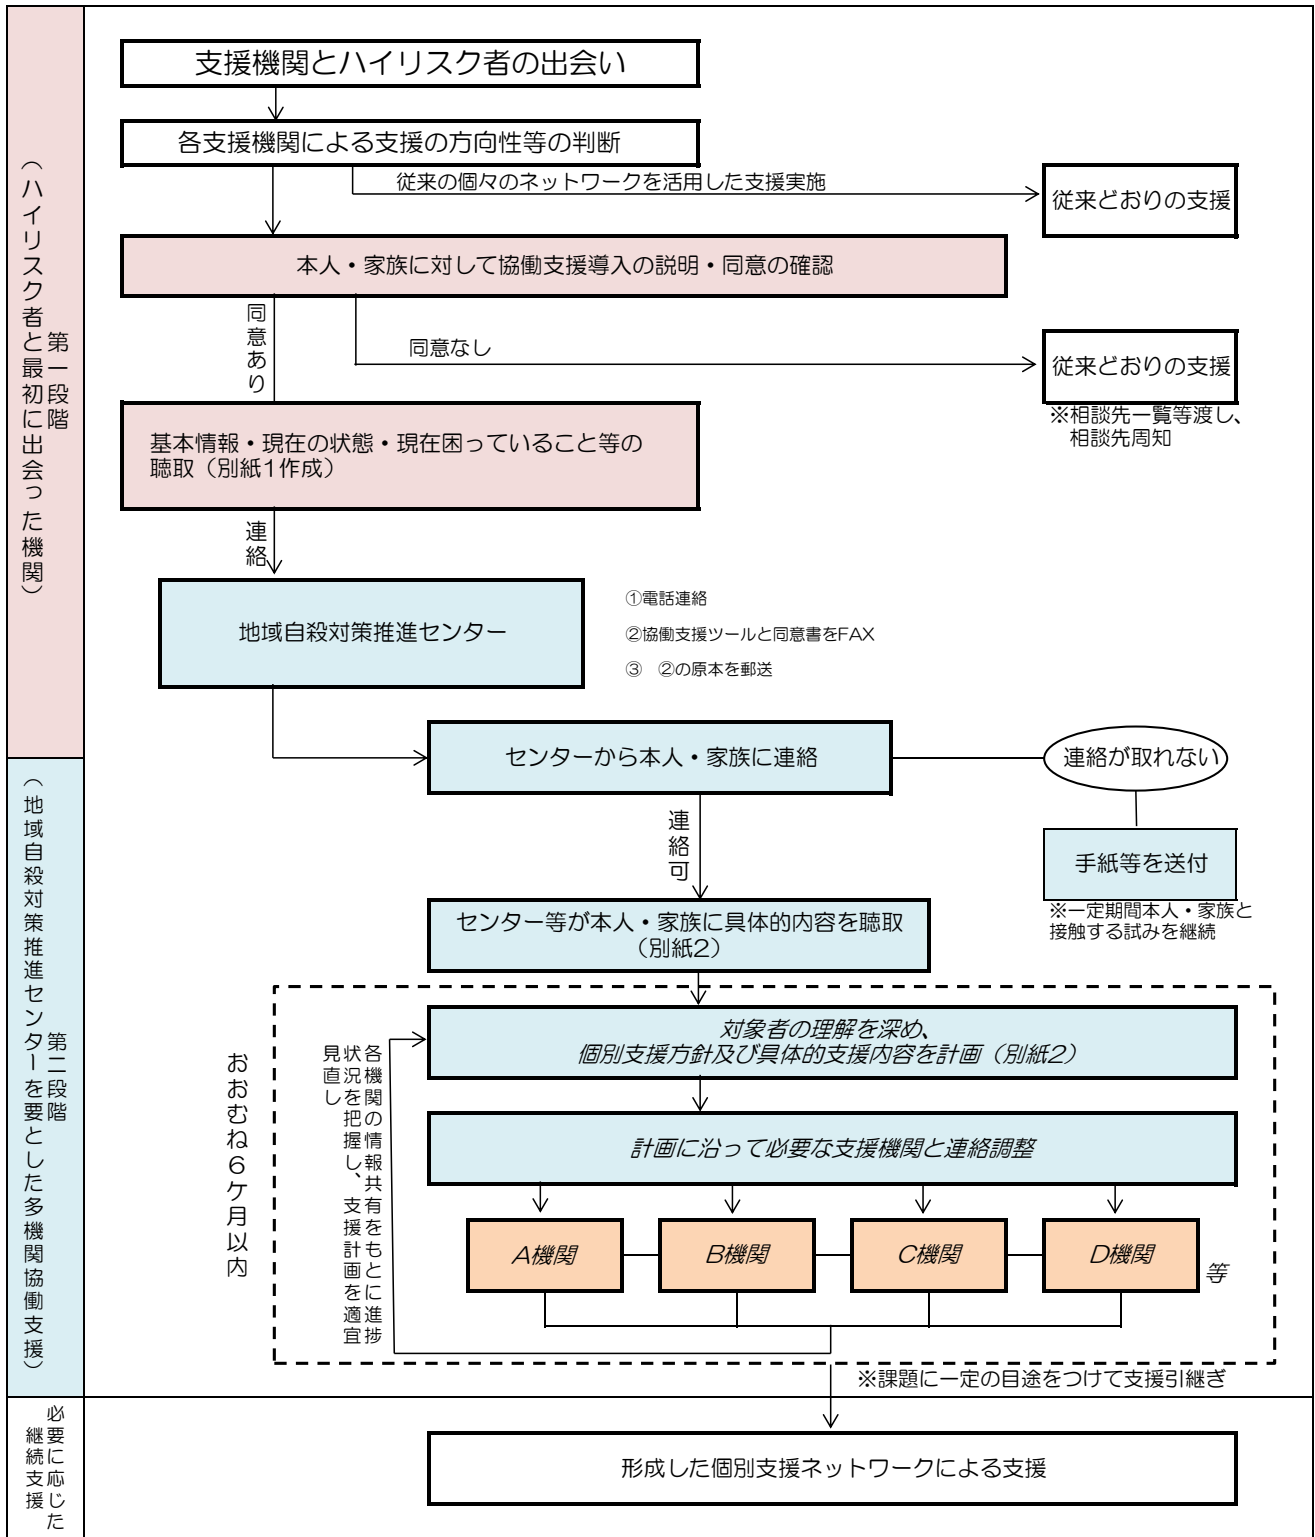 第一段階
（ハイリスク者と最初に出会った機関）
支援機関とハイリスク者の出会い
各支援機関による支援の方向性等の判断
従来の個々のネットワークを活用した支援実施
従来どおりの支援
本人・家族に対して協働支援導入の説明・同意の確認
同意あり
同意なし
従来どおりの支援
※相談先一覧等渡し、
相談先周知
基本情報・現在の状態・現在困っていること等の
聴取（別紙1作成）
連絡
地域自殺対策推進センター
①電話連絡
②協働支援ツールと同意書をFAX
③　②の原本を郵送
第二段階
（地域自殺対策推進センターを要とした多機関協働支援）
センターから本人・家族に連絡
連絡が取れない
連絡可
手紙等を送付
※一定期間本人・家族と
接触する試みを継続
センター等が本人・家族に具体的内容を聴取
（別紙2）
おおむね６ケ月以内
対象者の理解を深め、
個別支援方針及び具体的支援内容を計画（別紙2）
各機関の情報共有をもとに進捗
状況を把握し、支援計画を適宜
見直し
計画に沿って必要な支援機関と連絡調整
A機関
B機関
C機関
D機関
等
※課題に一定の目途をつけて支援引継ぎ
必要に応じた
継続支援
形成した個別支援ネットワークによる支援